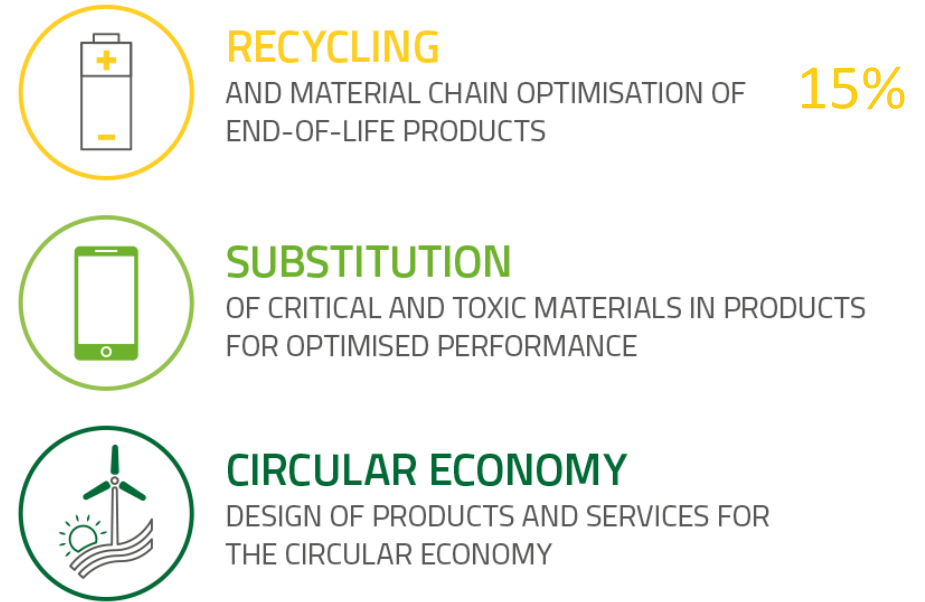 RECYCLING
AND MATERIAL CHAIN OPTIMISATION OF
END-OF-LIFE PRODUCTS
15%
SUBSTITUTION
OF CRITICAL AND TOXIC MATERIALS IN PRODUCTS
FOR OPTIMISED PERFORMANCE
CIRCULAR ECONOMY
DESIGN OF PRODUCTS AND SERVICES FOR
THE CIRCULAR ECONOMY